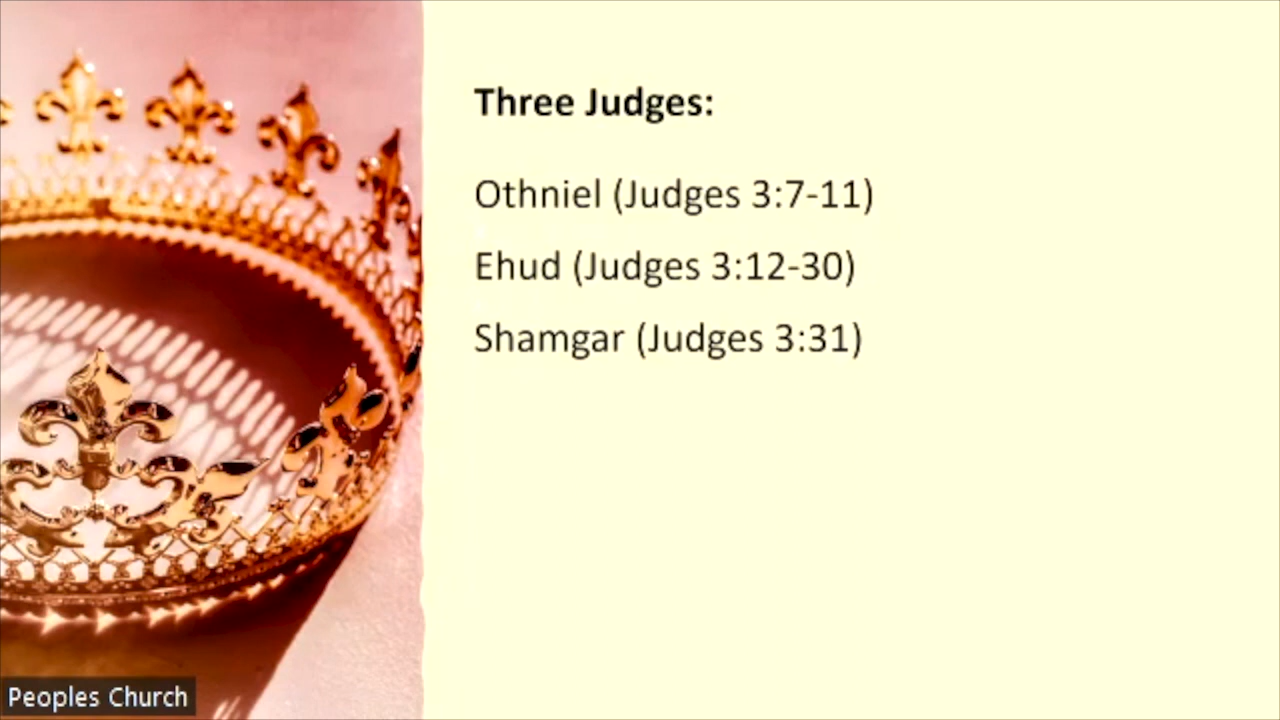 Three Judges:
Othniel (Judges 3:7-11)
Ehud (Judges 3:12-30)
Shamgar (Judges 3:31)
Peoples Church